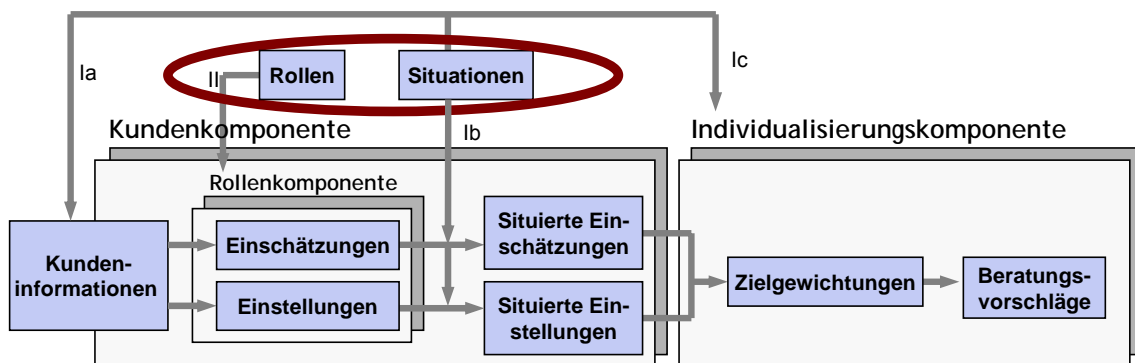 Ia
Ic
II
Rollen
Situationen
Ib
Kundenkomponente
Individualisierungskomponente
Rollenkomponente
Kunden-
informationen
Einschätzungen
Einstellungen
Situierte Ein-
schätzungen
Situierte Ein-
stellungen
Zielgewichtungen
Beratungs-
vorschläge